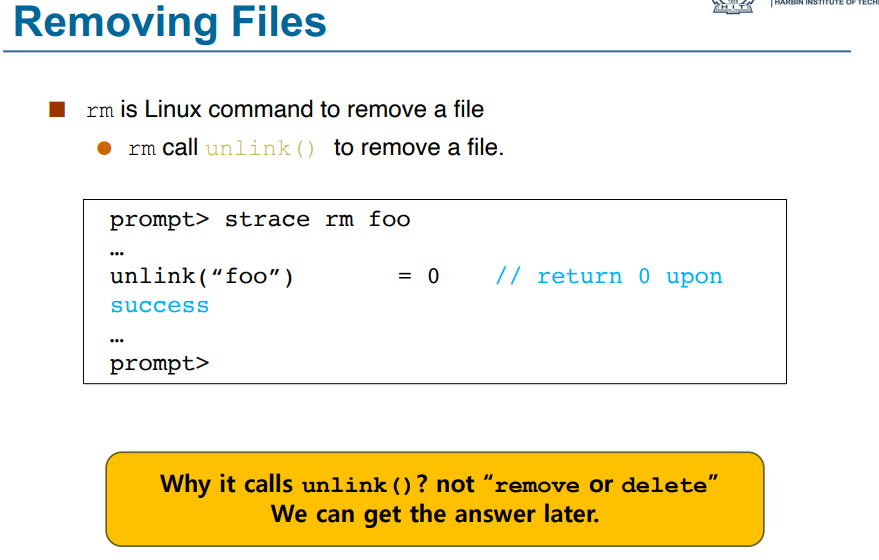 Removing Files
HARBIN INSTITUTE OF
rm is Linux command to remove a file
rm call unlink() to remove a file.
prompt> strace rm foo
…
unlink(“foo”) = 0 // return 0 upon
success
…
prompt>
Why it calls unlink()? not “remove or delete”
We can get the answer later.